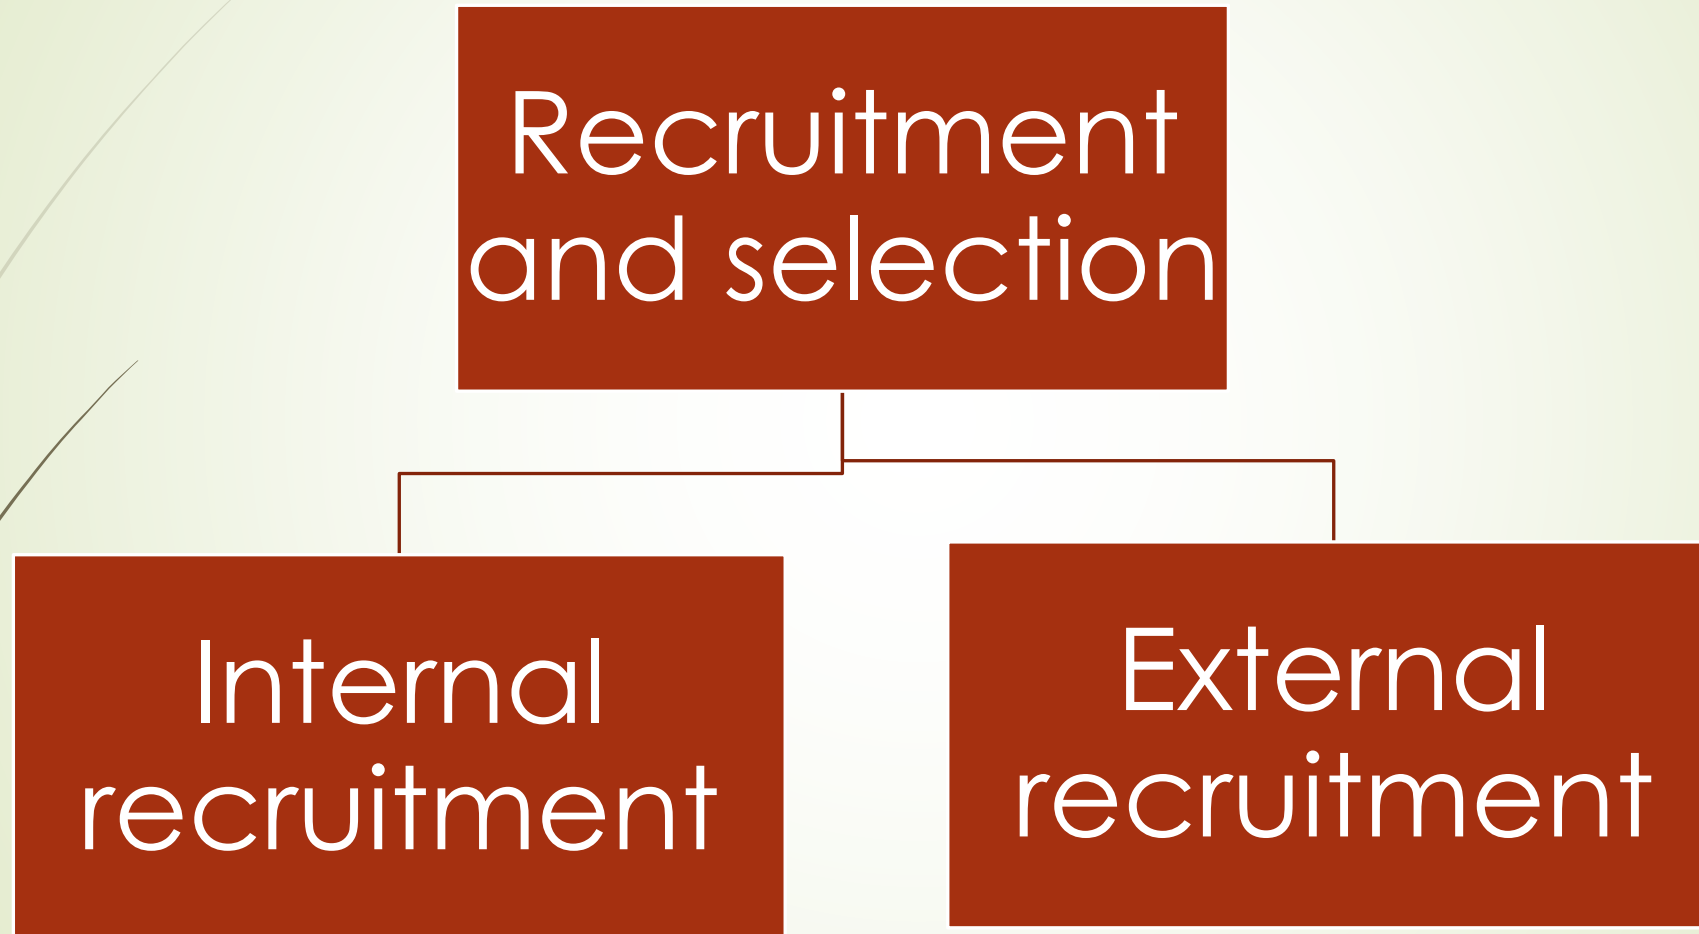 Recruitment
and selection
Internal
recruitment
External
recruitment